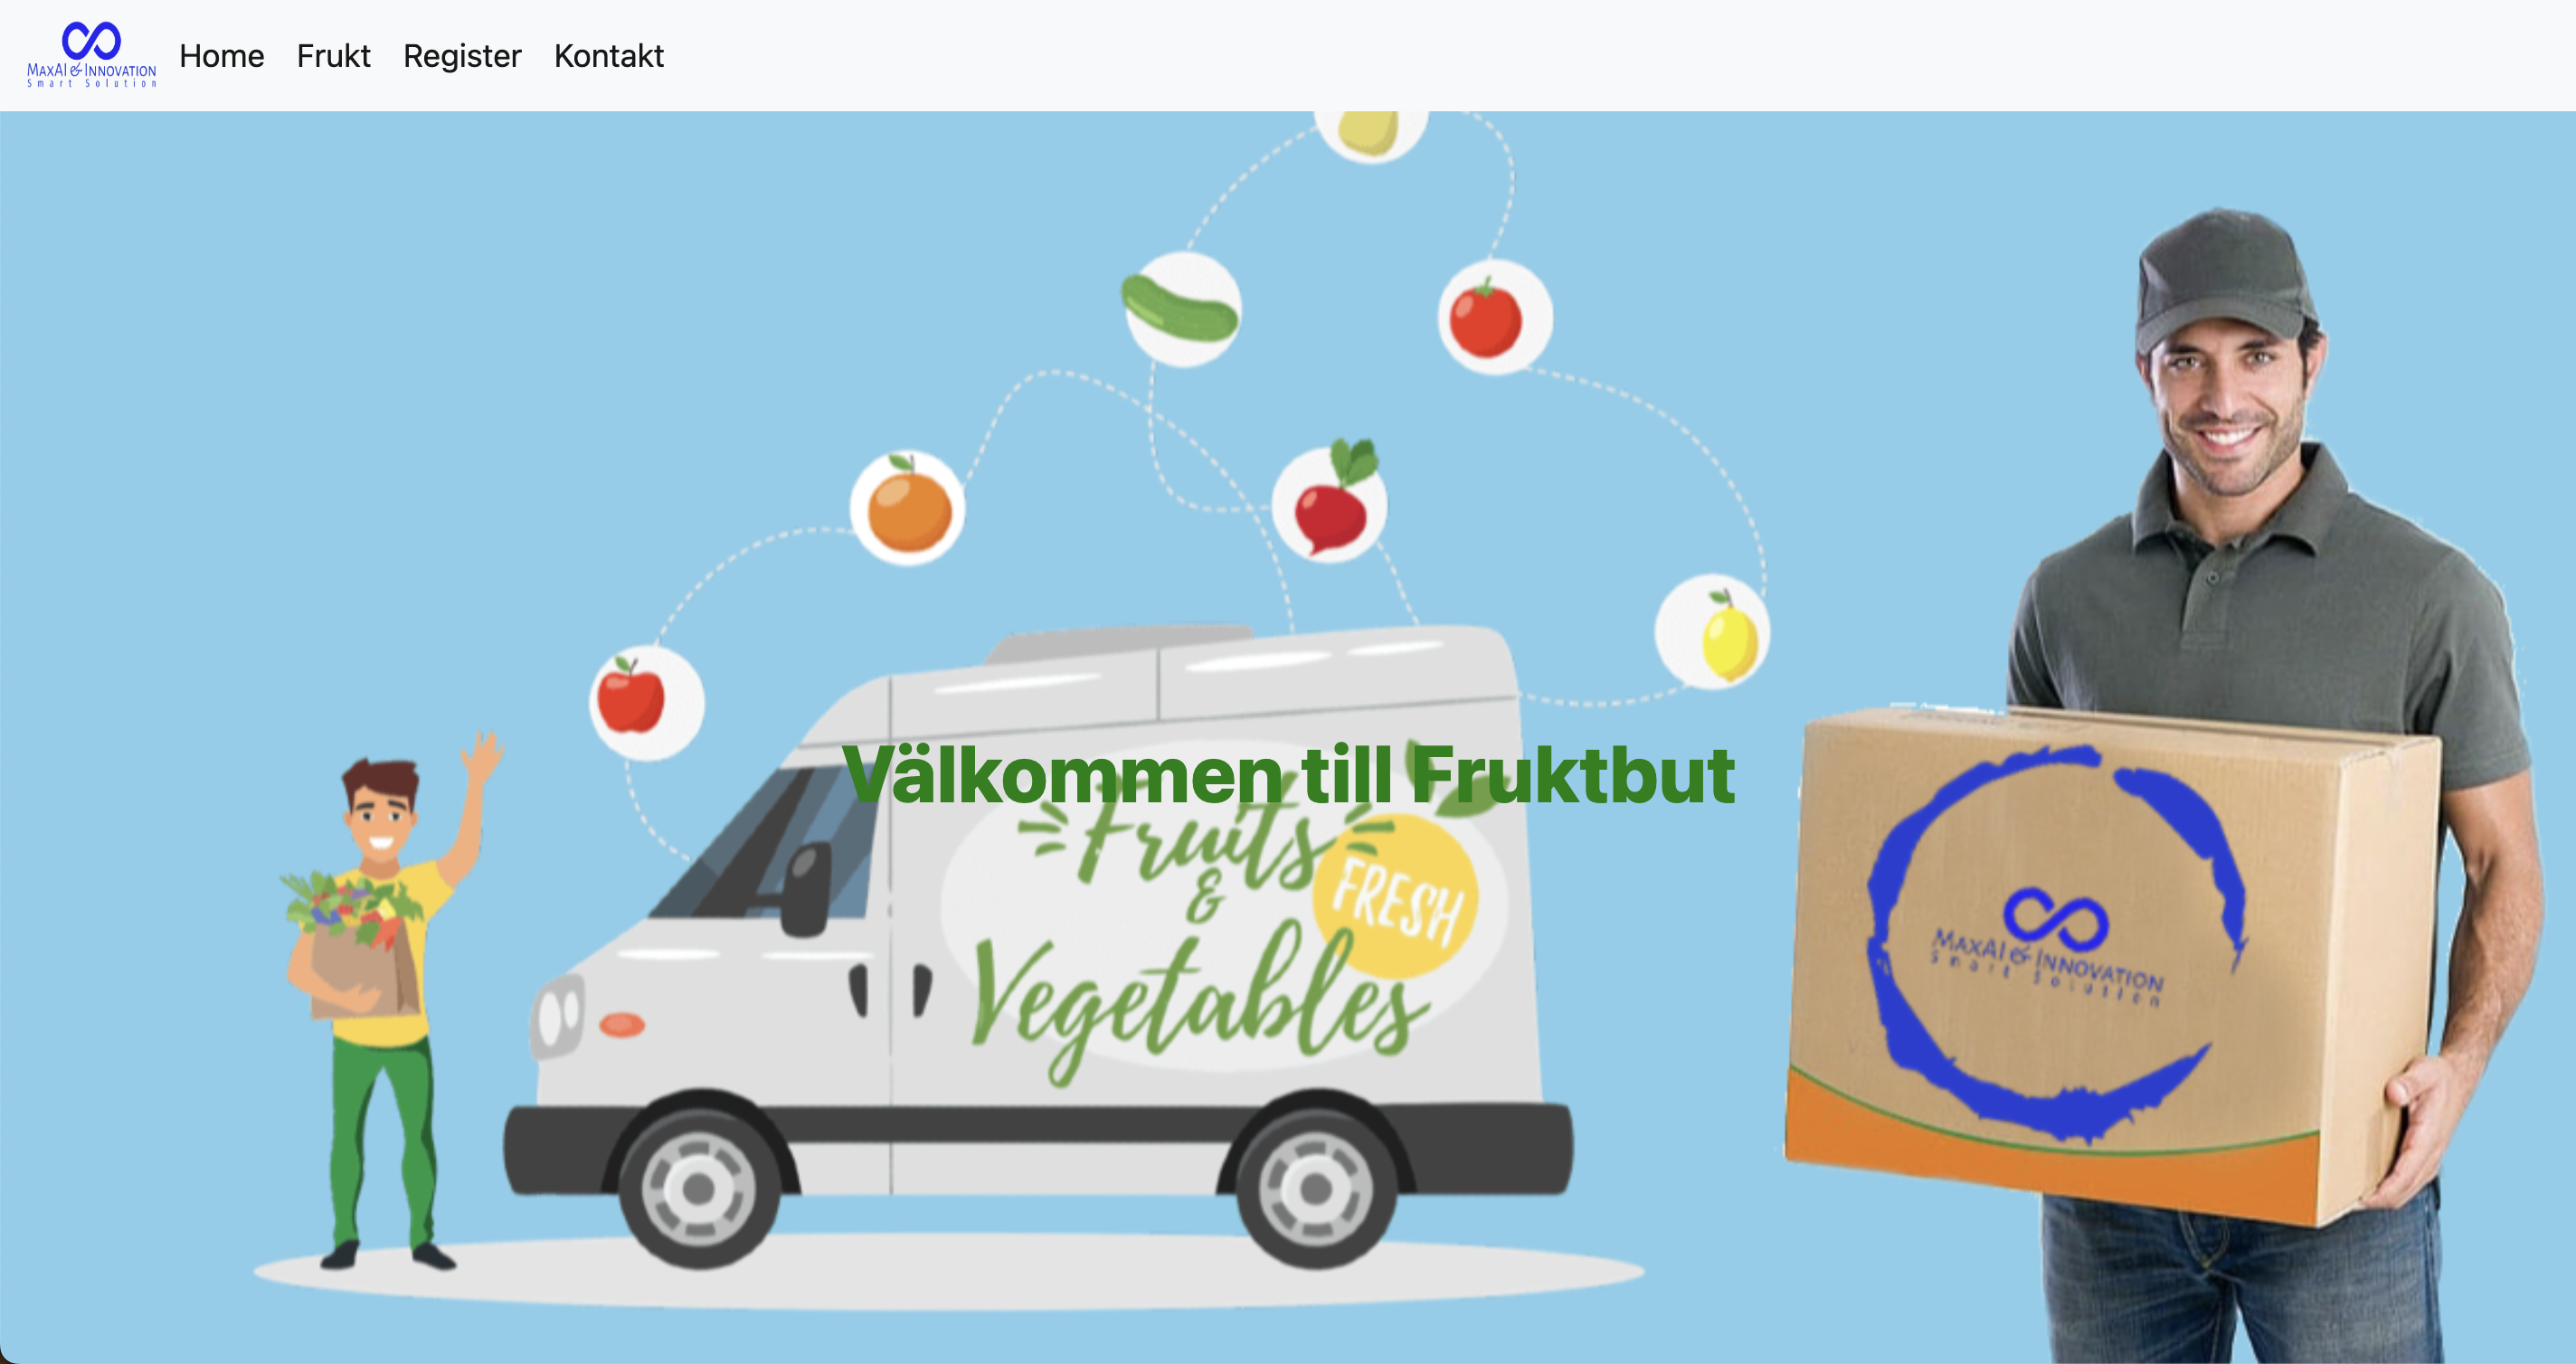 MaxAI & Innovation
Smart Solution
Home Frukt Register Kontakt
Välkommen till Fruktbut
Fruits
&
Vegetables
FRESH
MaxAI & Innovation
Smart Solution